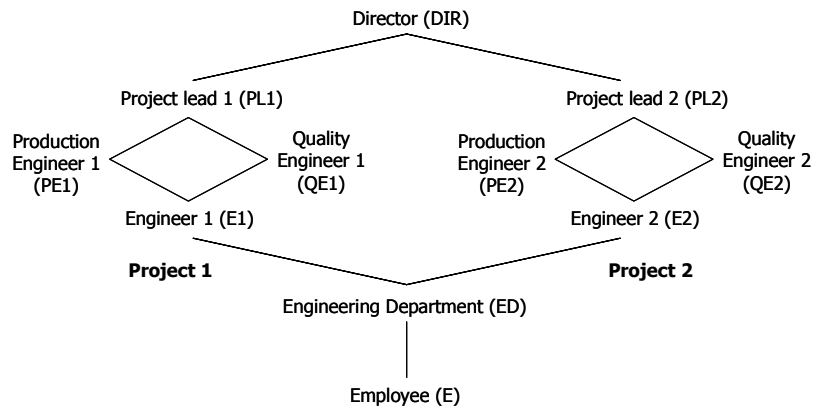 Director (DIR)
Project lead 1 (PL1)
Project lead 2 (PL2)
Production
Engineer 1
(PE1)
Quality
Engineer 1
(QE1)
Production
Engineer 2
(PE2)
Quality
Engineer 2
(QE2)
Engineer 1 (E1)
Engineer 2 (E2)
Project 1
Project 2
Engineering Department (ED)
Employee (E)